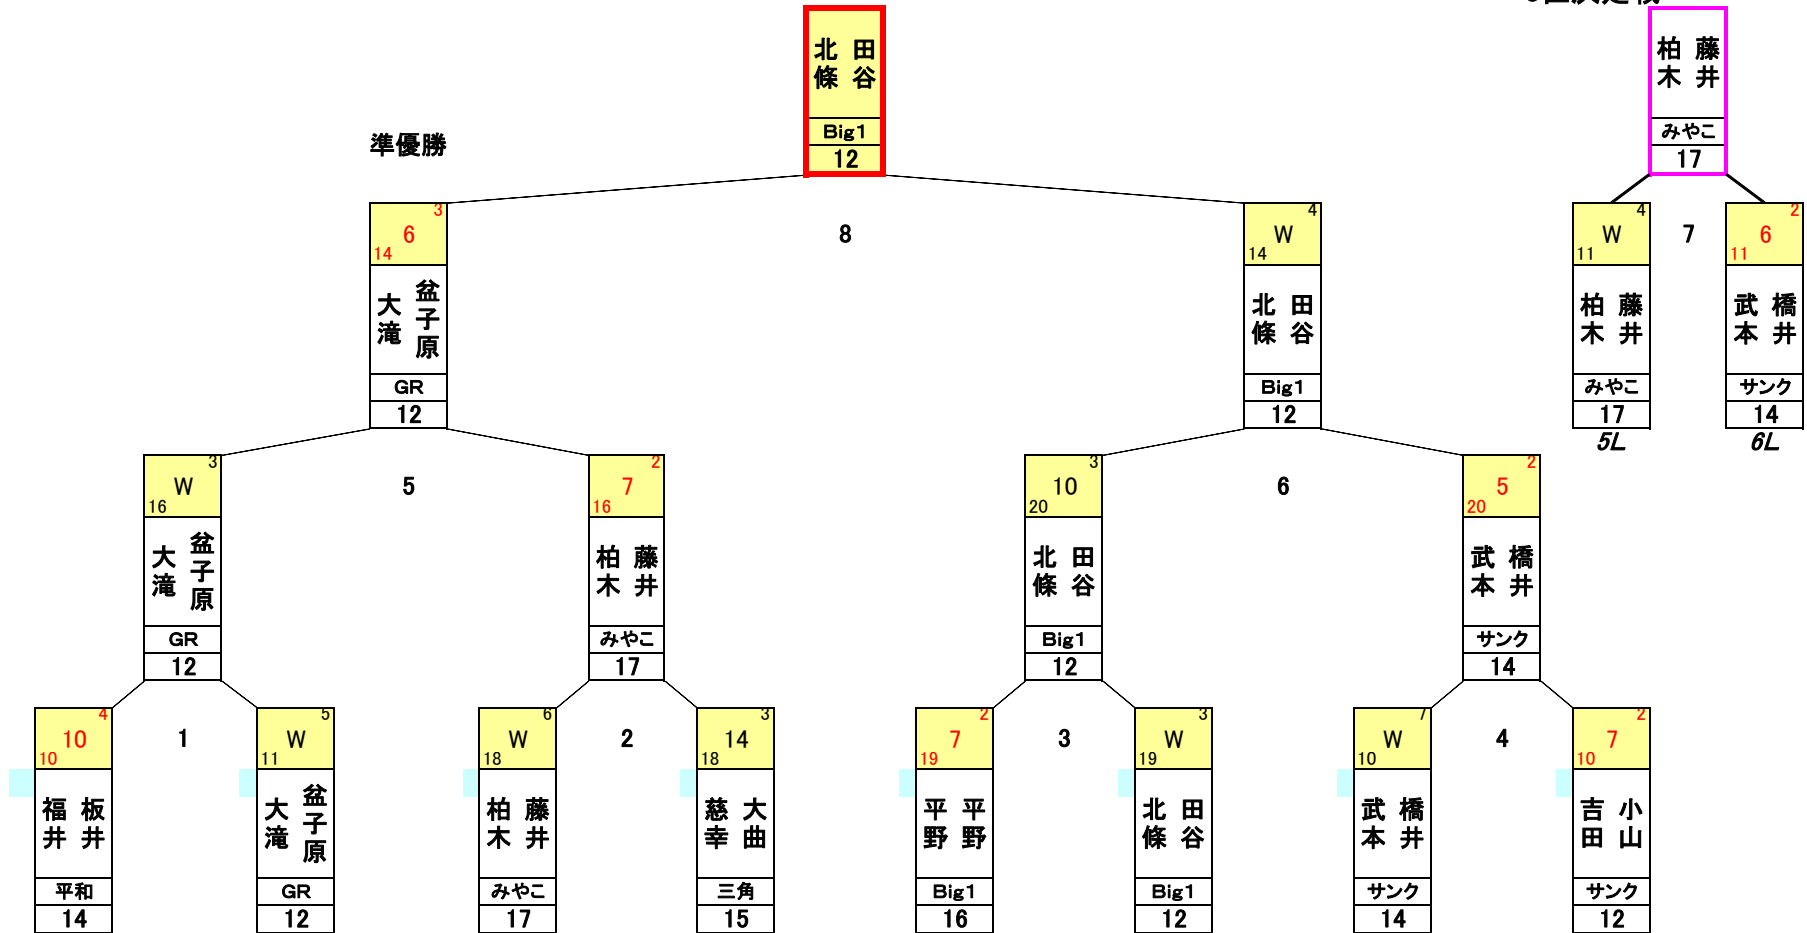 北 田
條 谷
Big1
12
柏 藤
木 井
みやこ
17
準優勝
3
6
14
8
4
W
14
4
W
11
7
2
6
11
大 盆子原
滝
GR
12
北 田
條 谷
Big1
12
柏 藤
木 井
みやこ
17
5L
武 橋
本 井
サンク
14
6L
3
W
16
5
2
7
16
3
10
20
6
2
5
20
大 盆子原
滝
GR
12
柏 藤
木 井
みやこ
17
北 田
條 谷
Big1
12
武 橋
本 井
サンク
14
4
10
10
1
5
W
11
6
W
18
2
3
14
18
2
7
19
3
3
W
19
7
W
10
4
2
7
10
福 板
井 井
平和
14
大 盆子原
滝
GR
12
柏 藤
木 井
みやこ
17
慈 大
幸 曲
三角
15
平 平
野 野
Big1
16
北 田
條 谷
Big1
12
武 橋
本 井
サンク
14
吉 小
田 山
サンク
12